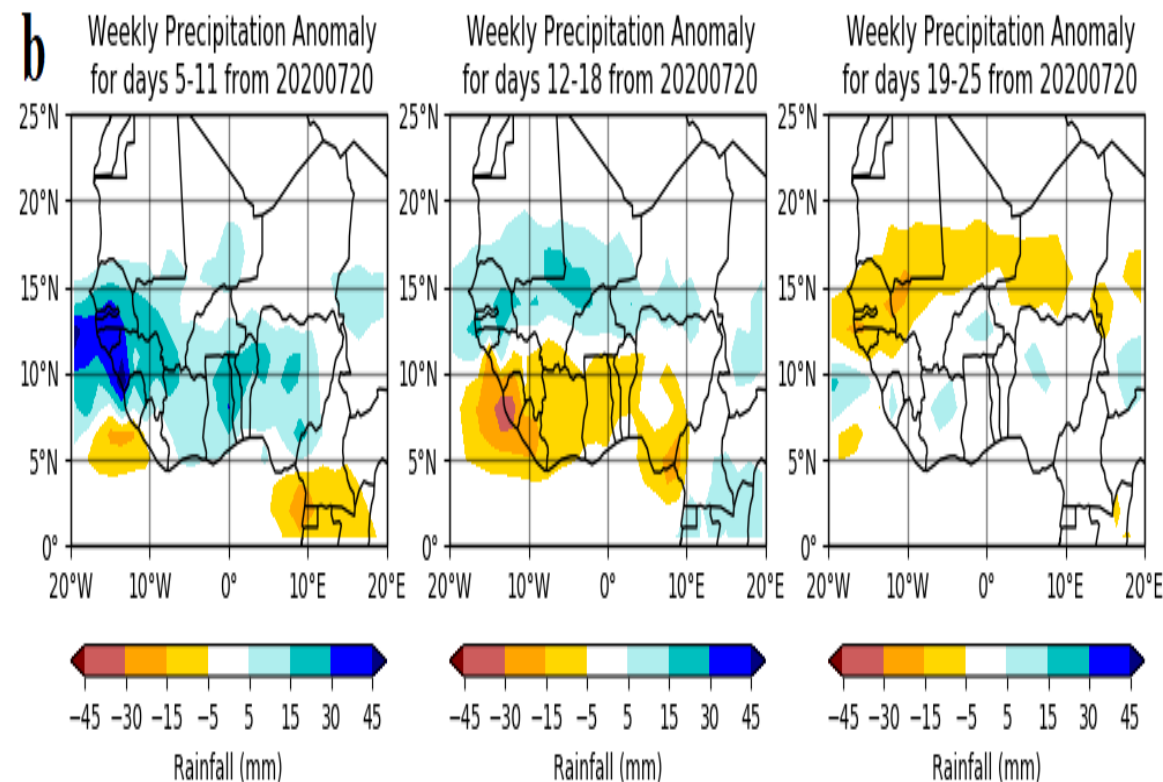 b
Weekly Precipitation Anomaly
for days 5-11 from 20200720
25°N
20°N
15°N
10°N
5°N
0°
20°W 10°W 0° 10°E 20°E
−45 −30 −15 −5 5 15 30 45
Rainfall (mm)
Weekly Precipitation Anomaly
for days 12-18 from 20200720
25°N
20°N
15°N
10°N
5°N
0°
20°W 10°W 0° 10°E 20°E
−45 −30 −15 −5 5 15 30 45
Rainfall (mm)
Weekly Precipitation Anomaly
for days 19-25 from 20200720
25°N
20°N
15°N
10°N
5°N
0°
20°W 10°W 0° 10°E 20°E
−45 −30 −15 −5 5 15 30 45
Rainfall (mm)